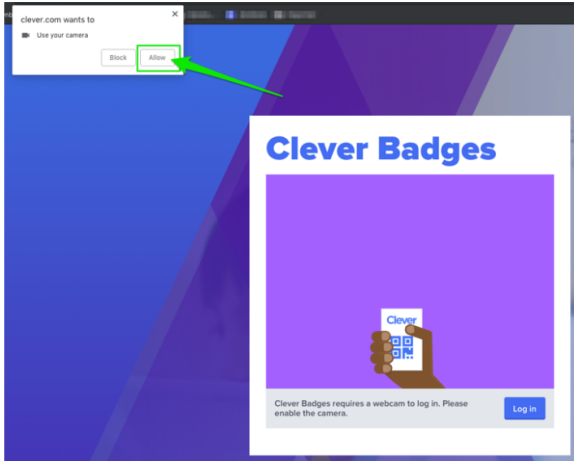 clever.com wants to
Use your camera
Block
Allow
Clever Badges
Clever
Clever Badges requires a webcam to log in. Please
enable the camera.
Log in